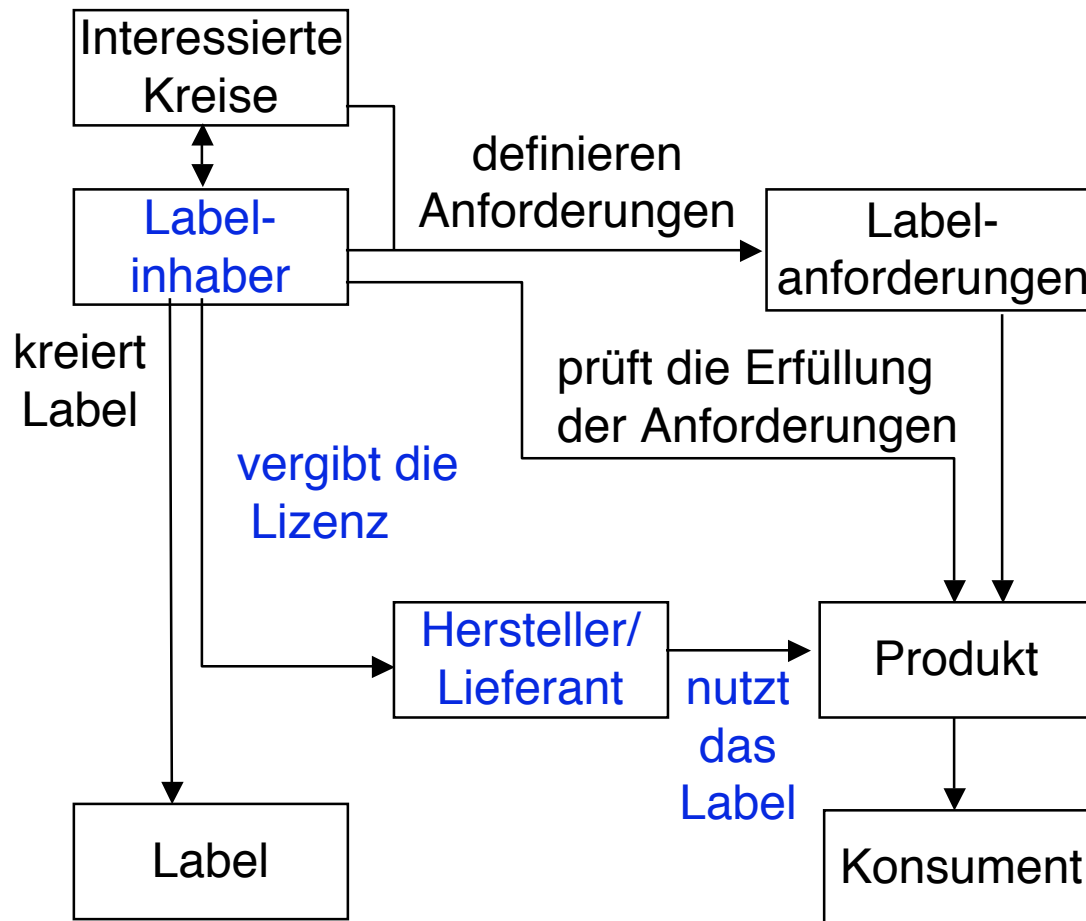 Interessierte
Kreise
definieren
Anforderungen
Label-
inhaber
Label-
anforderungen
kreiert
Label
prüft die Erfüllung
der Anforderungen
vergibt die
Lizenz
Hersteller/
Lieferant
nutzt
das
Label
Produkt
Label
Konsument